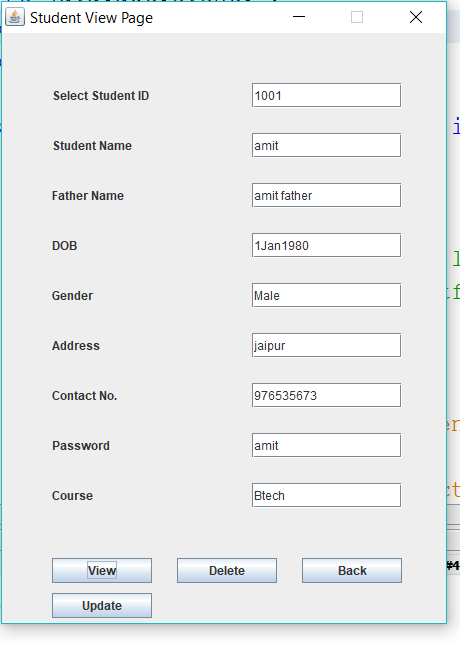 Student View Page
Select Student ID 1001
Student Name amit
Father Name amit father
DOB 1Jan1980
Gender Male
Address jaipur
Contact No. 976535673
Password amit
Course Btech
View Delete Back
Update
#4